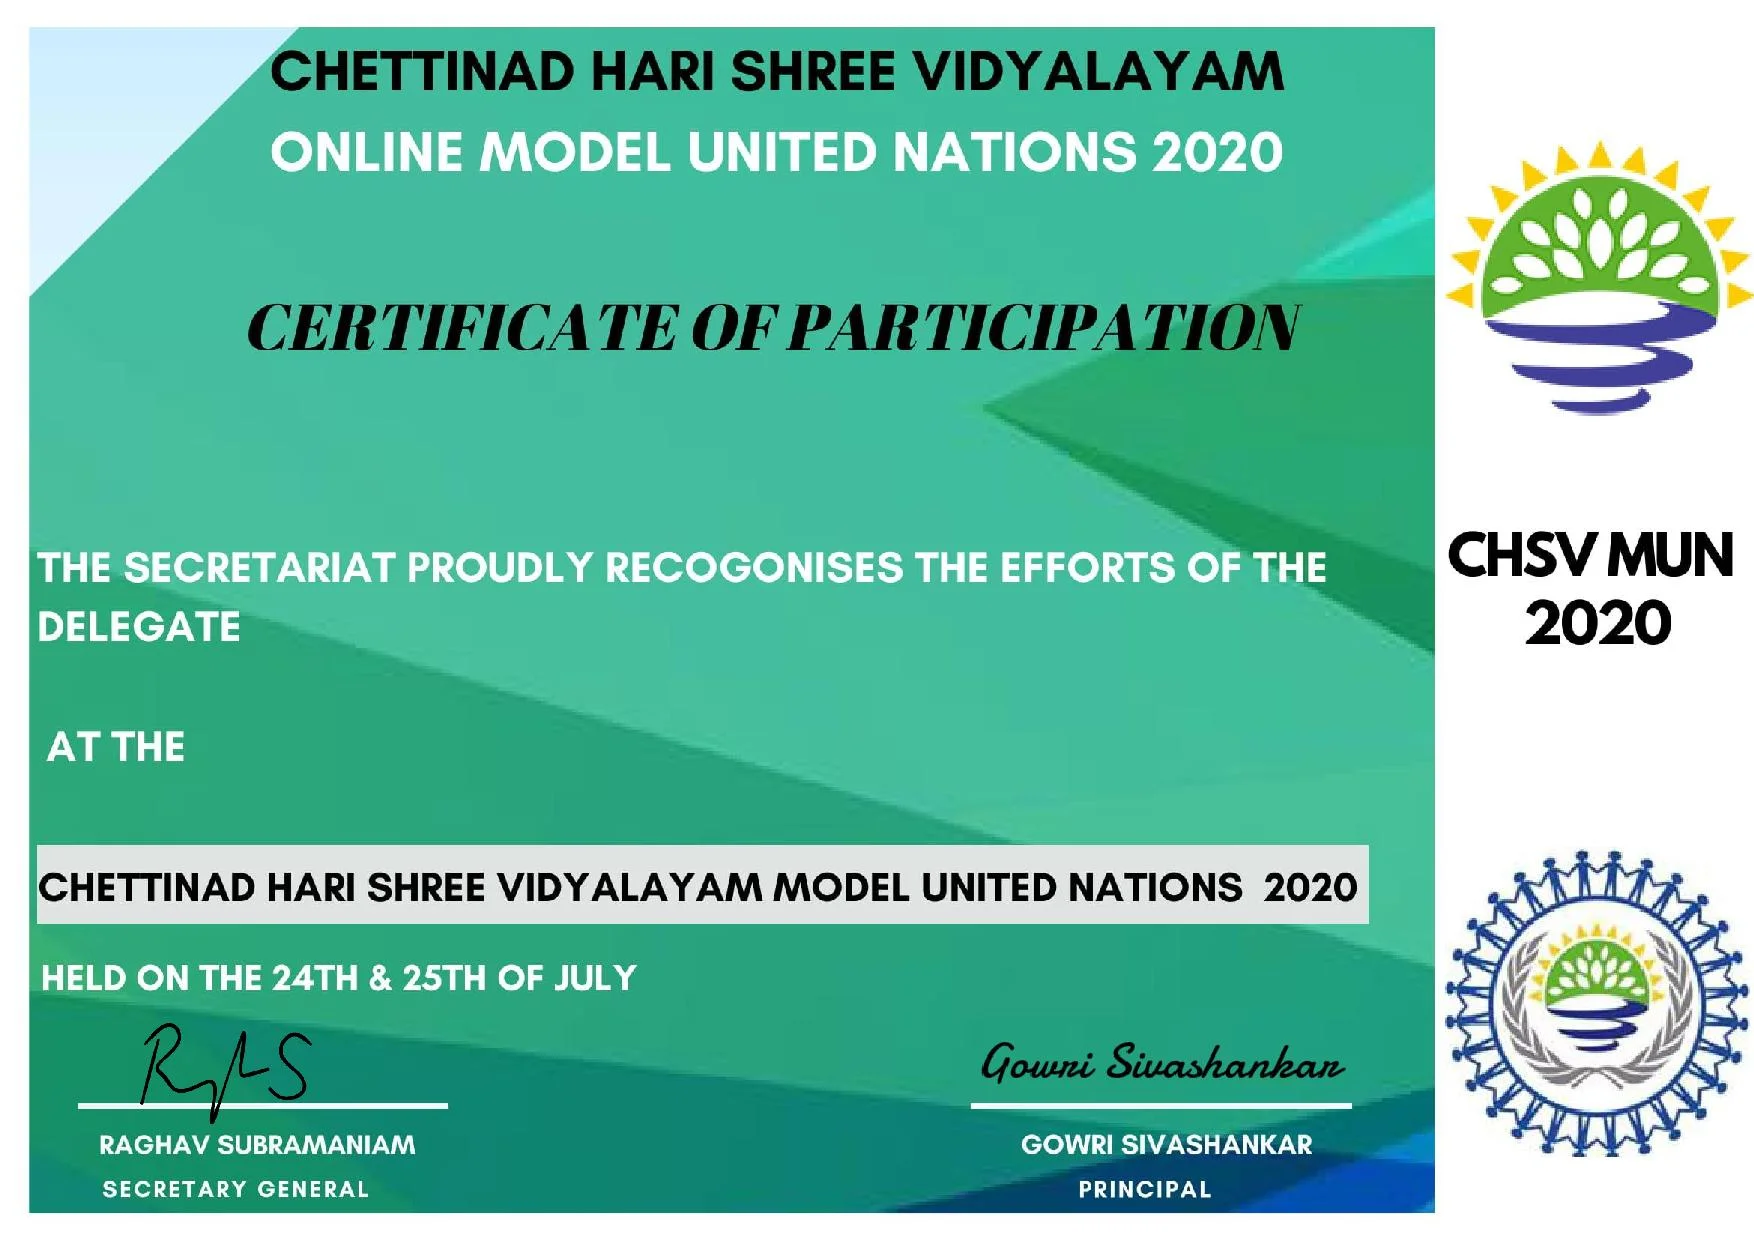 CHETTINAD HARI SHREE VIDYALAYAM
ONLINE MODEL UNITED NATIONS 2020
CERTIFICATE OF PARTICIPATION
THE SECRETARIAT PROUDLY RECOGONISES THE EFFORTS OF THE
DELEGATE
AT THE
CHETTINAD HARI SHREE VIDYALAYAM MODEL UNITED NATIONS 2020
HELD ON THE 24TH & 25TH OF JULY
Gowri Sivashankar
RAGHAV SUBRAMANIAM
SECRETARY GENERAL
GOWRI SIVASHANKAR
PRINCIPAL
CHSV MUN
2020